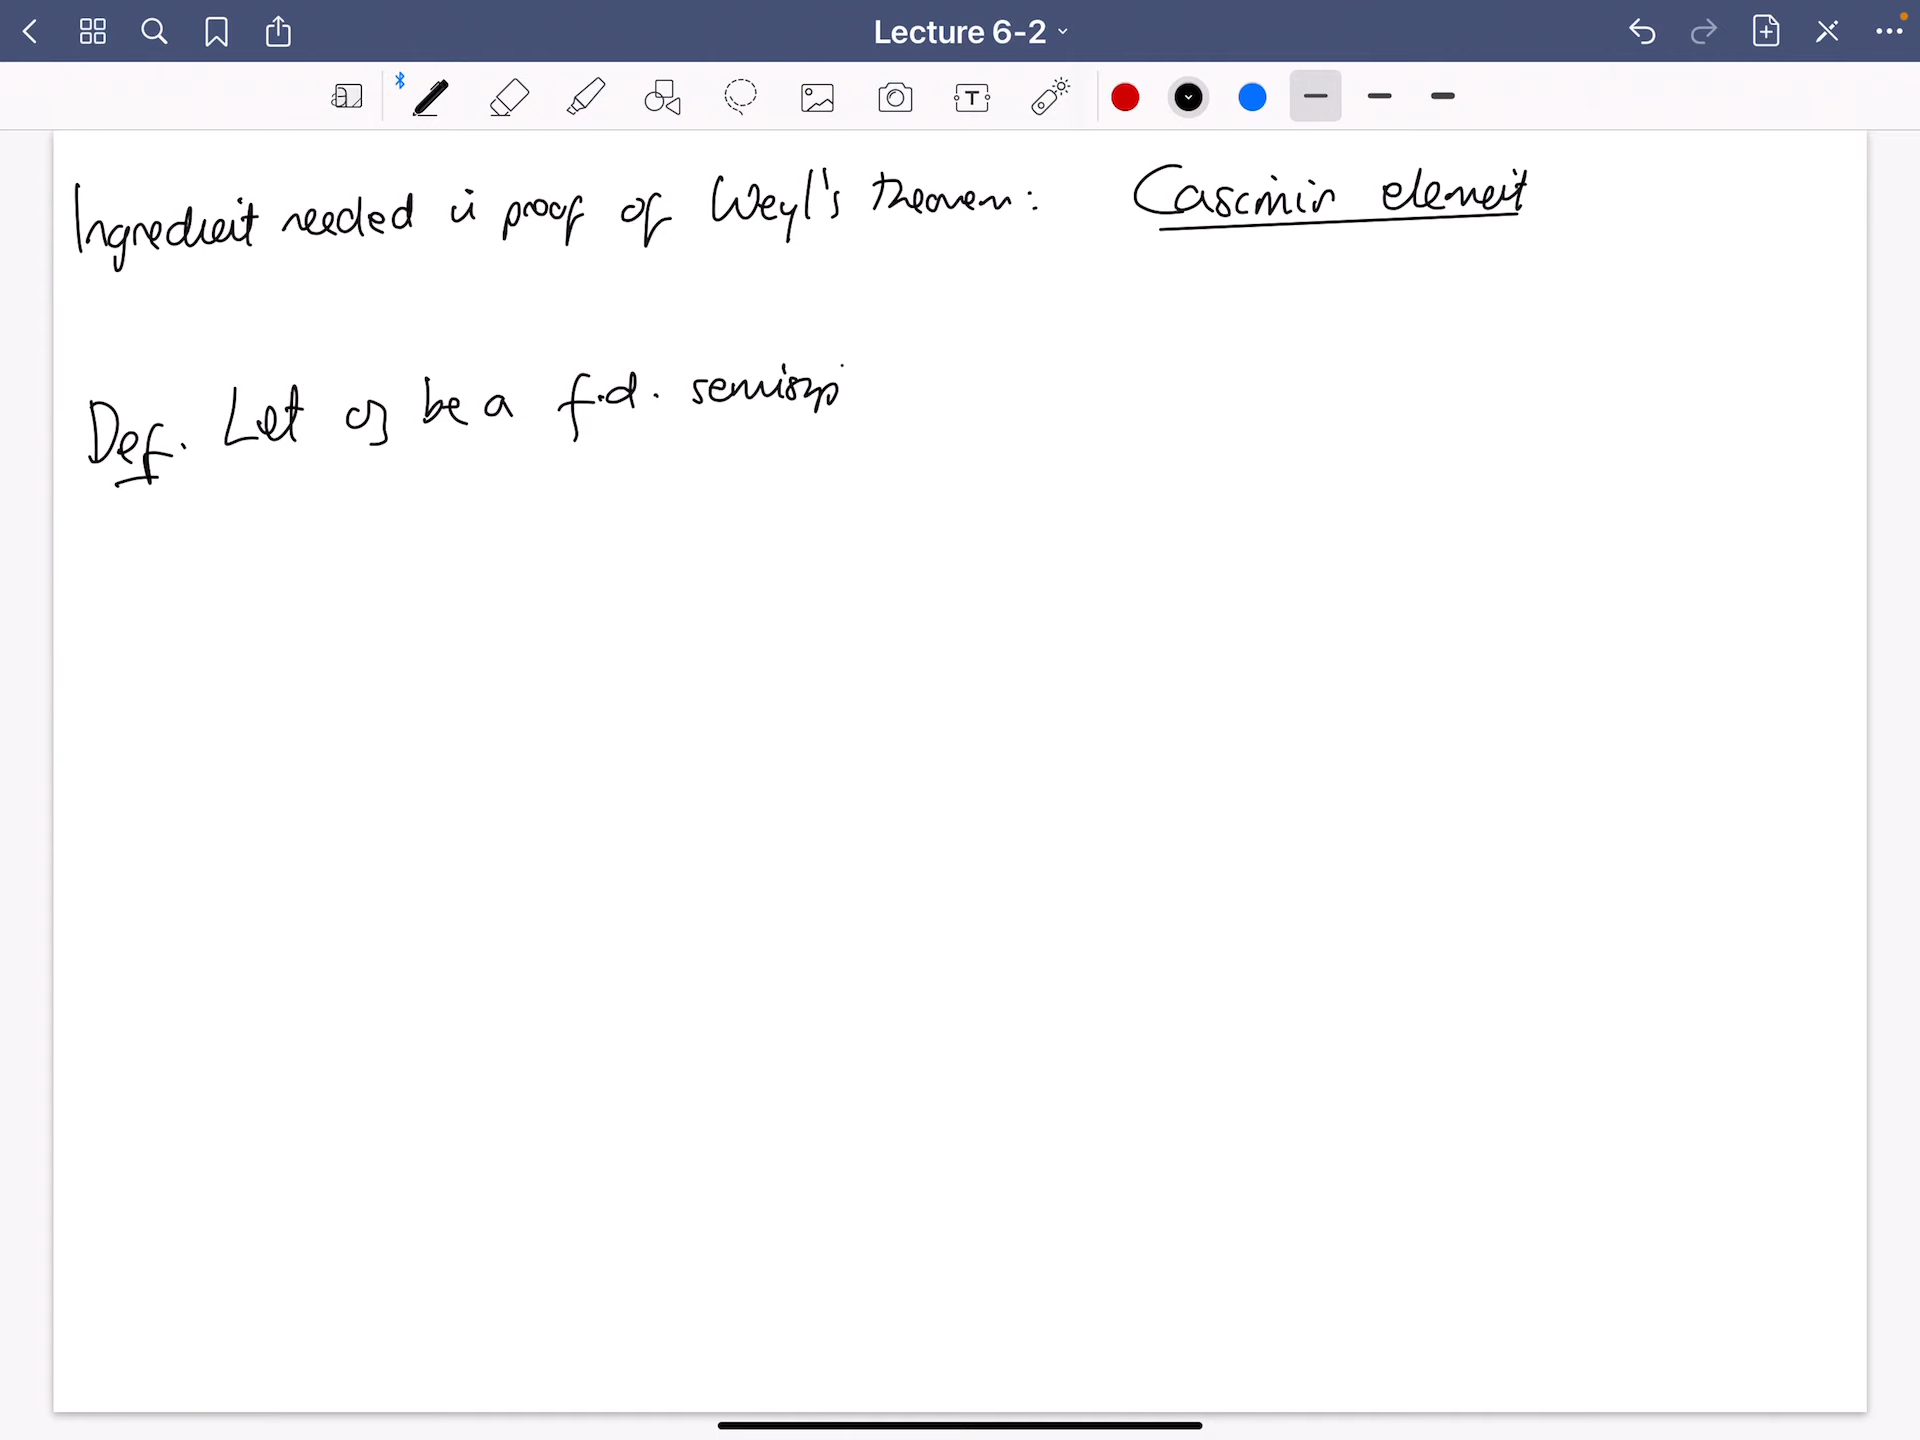 Lecture 6-2
Ingredient needed in proof of Weyl's theorem: Casimir element
Def. Let 𝔤 be a f.d. semisimp